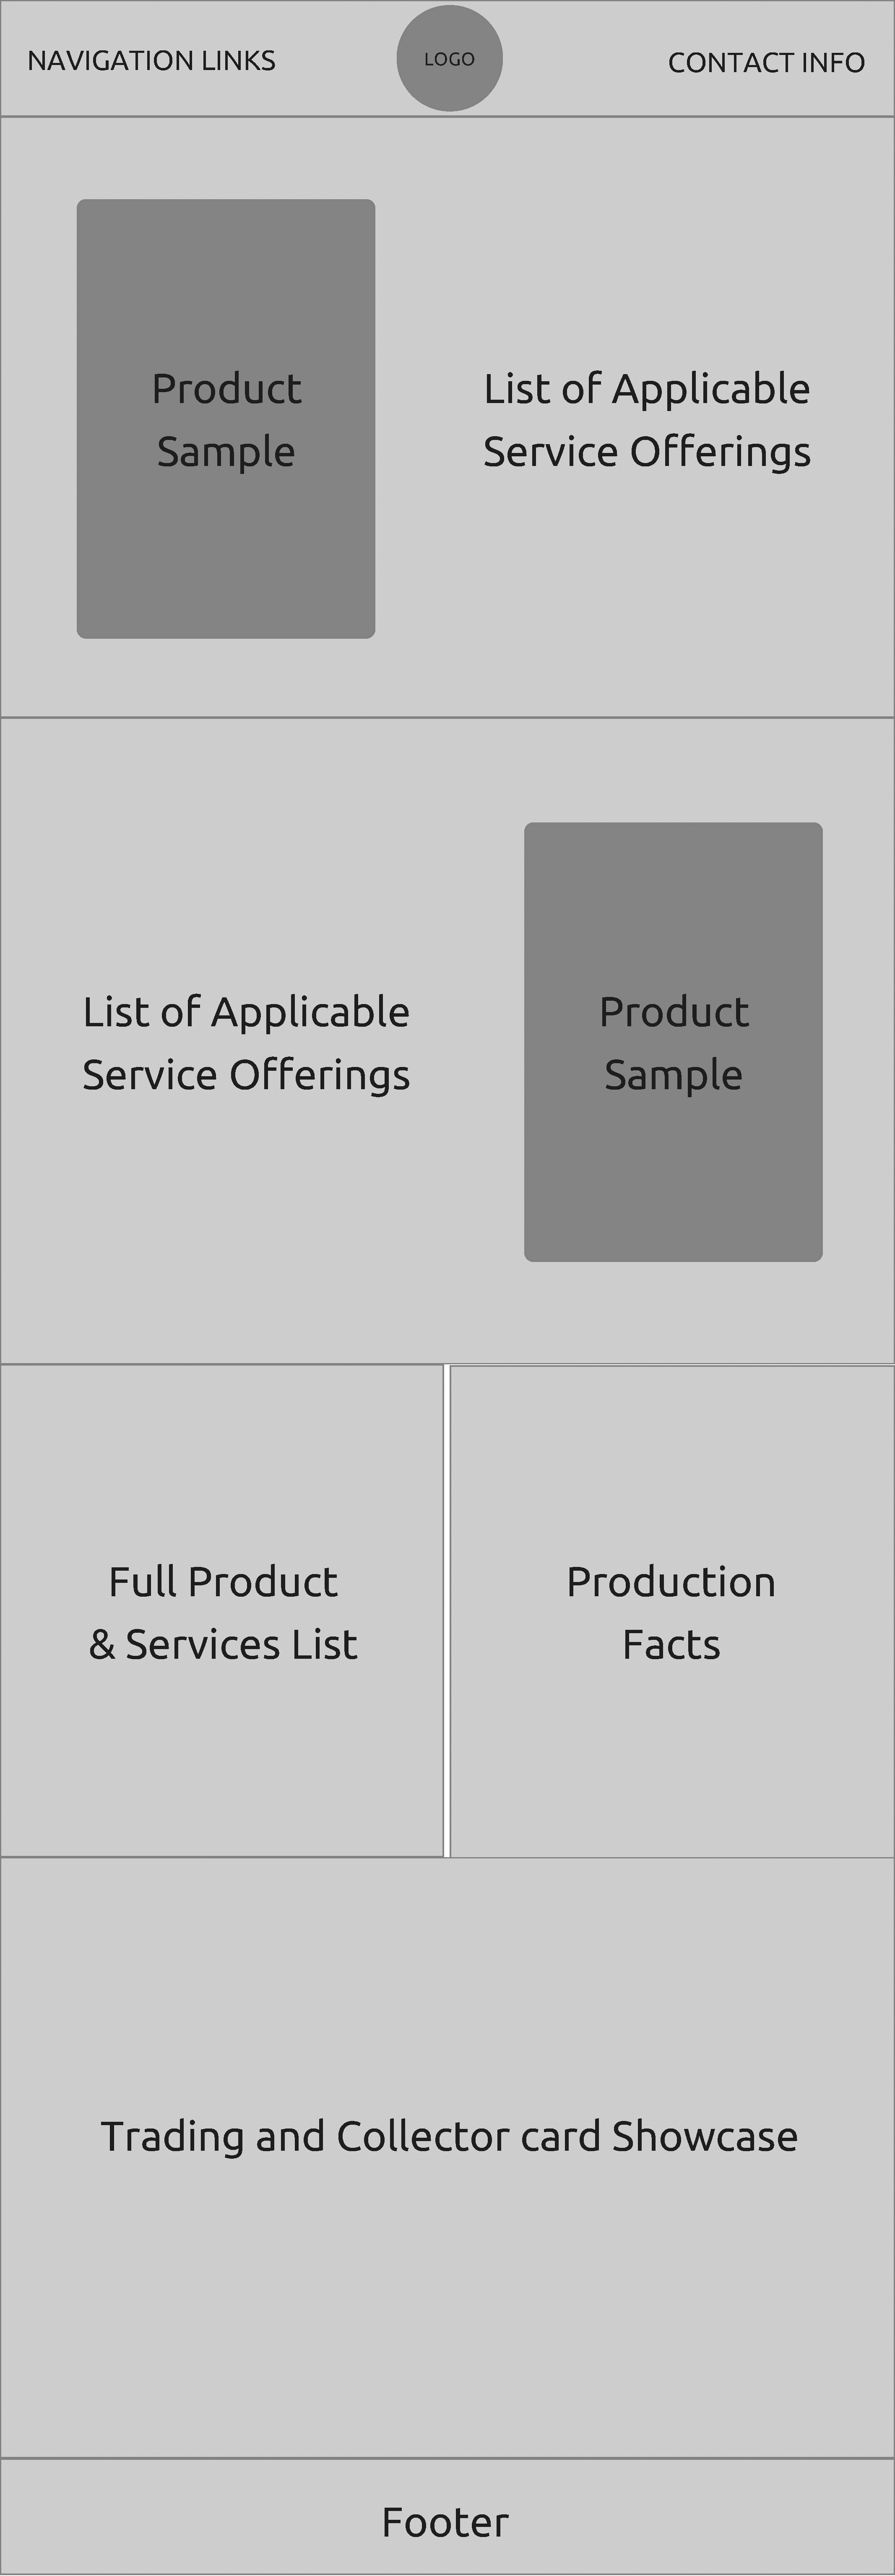 NAVIGATION LINKS
LOGO
CONTACT INFO
Product
Sample
List of Applicable
Service Offerings
List of Applicable
Service Offerings
Product
Sample
Full Product
& Services List
Production
Facts
Trading and Collector card Showcase
Footer